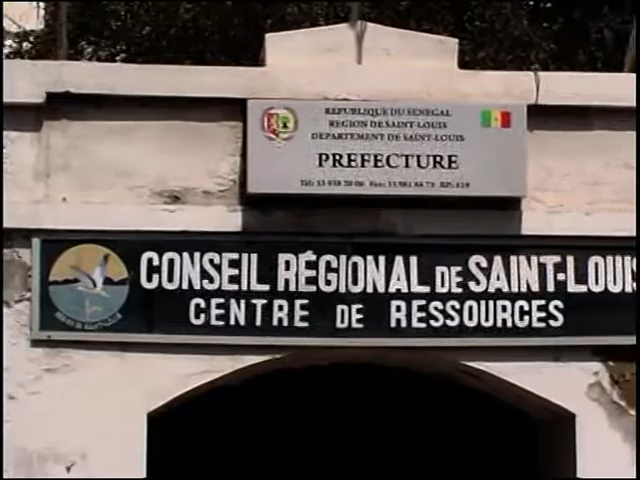 REPUBLIQUE DU SENEGAL
REGION DE SAINT-LOUIS
DEPARTEMENT DE SAINT-LOUIS
PREFECTURE
CONSEIL RÉGIONAL DE SAINT-LOUIS
CENTRE DE RESSOURCES